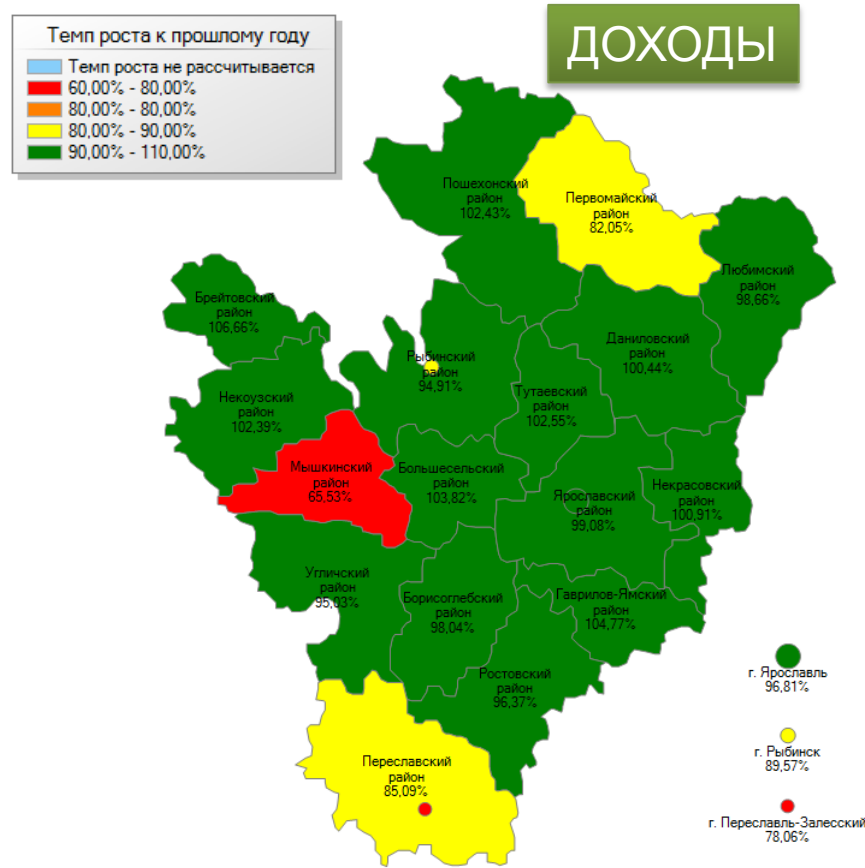 Темп роста к прошлому году
Темп роста не рассчитывается
60,00% - 80,00%
80,00% - 80,00%
80,00% - 90,00%
90,00% - 110,00%
ДОХОДЫ
Пошехонский
район
102,43%
Первомайский
район
82,05%
Любимский
район
98,66%
Брейтовский
район
106,66%
Даниловский
район
100,44%
Рыбинский
район
94,91%
Некоузский
район
102,39%
Тутаевский
район
102,55%
Мышкинский
район
65,53%
Большесельский
район
103,82%
Ярославский
район
99,08%
Некрасовский
район
100,91%
Угличский
район
95,03%
Борисоглебский
район
98,04%
Гаврилов-Ямский
район
104,77%
Ростовский
район
96,37%
г. Ярославль
96,81%
г. Рыбинск
89,57%
Переславский
район
85,09%
г. Переславль-Залесский
78,06%